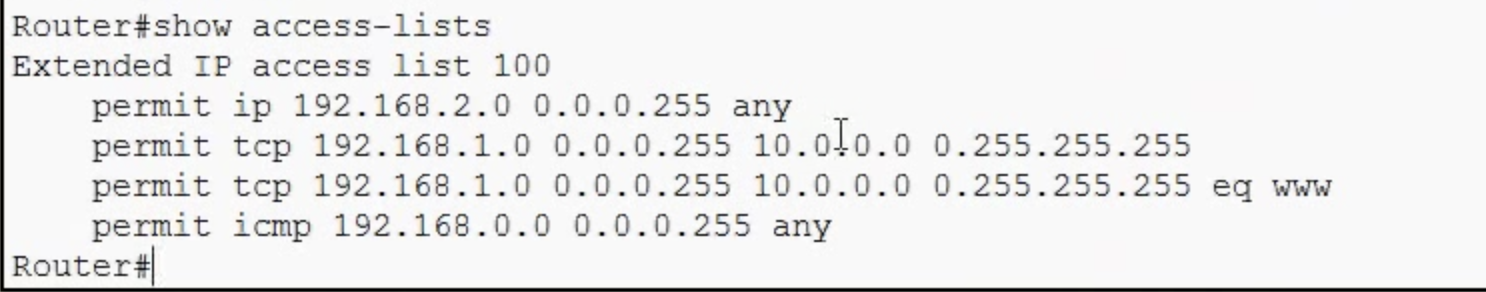 Router#show access-lists
Extended IP access list 100
permit ip 192.168.2.0 0.0.0.255 any
permit tcp 192.168.1.0 0.0.0.255 10.0.0.0 0.255.255.255
permit tcp 192.168.1.0 0.0.0.255 10.0.0.0 0.255.255.255 eq www
permit icmp 192.168.0.0 0.0.0.255 any
Router#